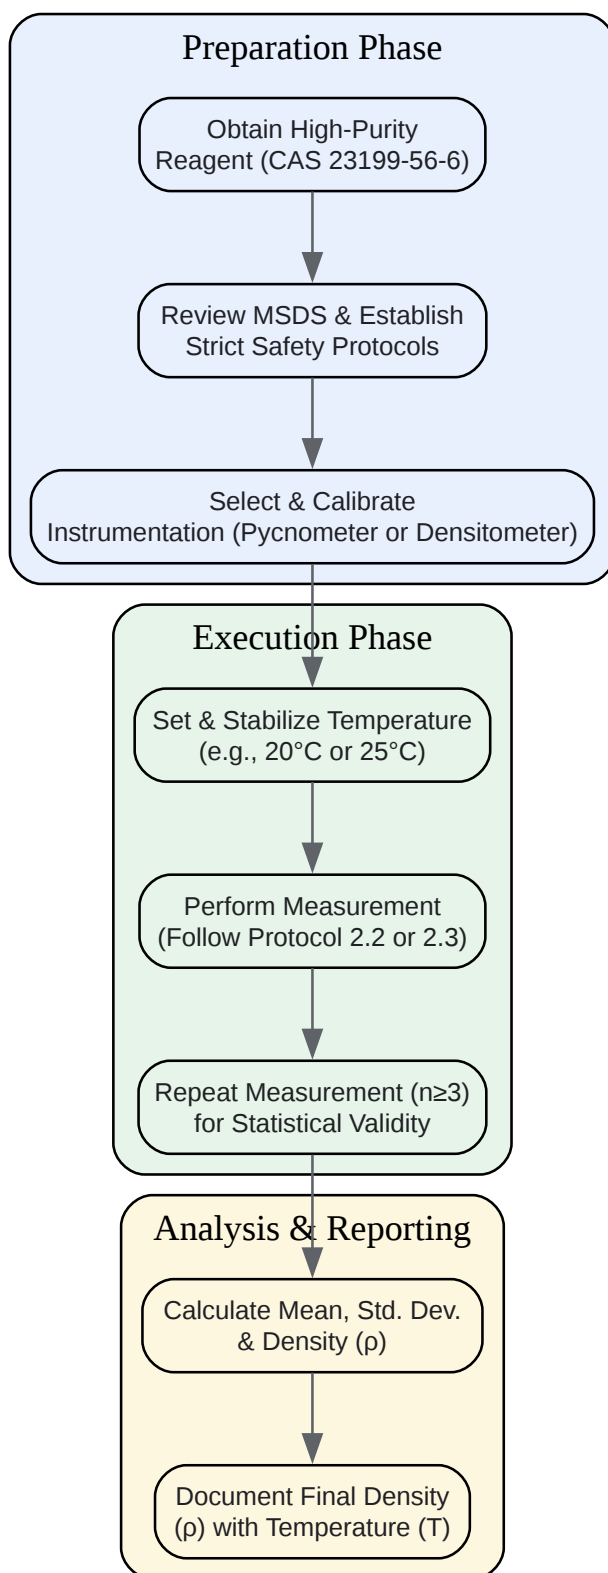 Preparation Phase
Obtain High-Purity
Reagent (CAS 23199-56-6)
Review MSDS & Establish
Strict Safety Protocols
Select & Calibrate
Instrumentation (Pycnometer or Densitometer)
Execution Phase
Set & Stabilize Temperature
(e.g., 20°C or 25°C)
Perform Measurement
(Follow Protocol 2.2 or 2.3)
Repeat Measurement (n≥3)
for Statistical Validity
Analysis & Reporting
Calculate Mean, Std. Dev.
& Density (ρ)
Document Final Density
(ρ) with Temperature (T)